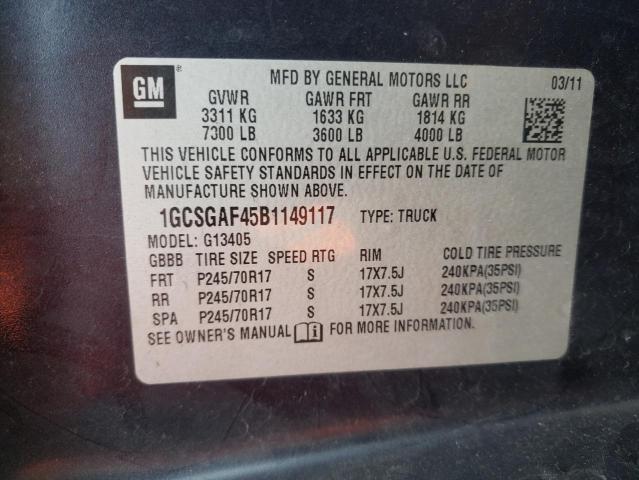 GM ®
MFD BY GENERAL MOTORS LLC 03/11
GVWR GAWR FRT GAWR RR
3311 KG 1633 KG 1814 KG
7300 LB 3600 LB 4000 LB
THIS VEHICLE CONFORMS TO ALL APPLICABLE U.S. FEDERAL MOTOR
VEHICLE SAFETY STANDARDS IN EFFECT ON THE DATE OF
MANUFACTURE SHOWN ABOVE.
1GCSGAF45B1149117 TYPE: TRUCK
MODEL: G13405
GBBB TIRE SIZE SPEED RTG RIM COLD TIRE PRESSURE
FRT P245/70R17 S 17X7.5J 240KPA(35PSI)
RR P245/70R17 S 17X7.5J 240KPA(35PSI)
SPA P245/70R17 S 17X7.5J 240KPA(35PSI)
SEE OWNER'S MANUAL FOR MORE INFORMATION.